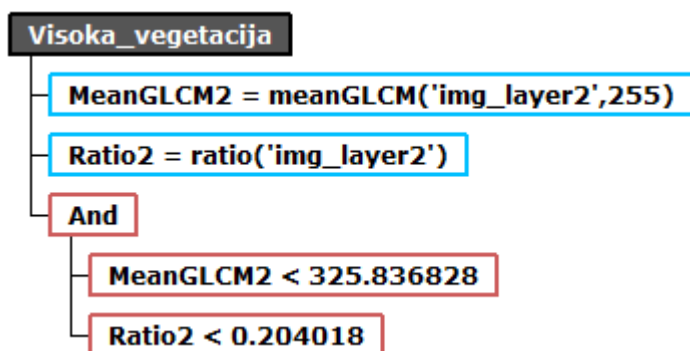 Visoka_vegetacija
MeanGLCM2 = meanGLCM('img_layer2',255)
Ratio2 = ratio('img_layer2')
And
MeanGLCM2 < 325.836828
Ratio2 < 0.204018